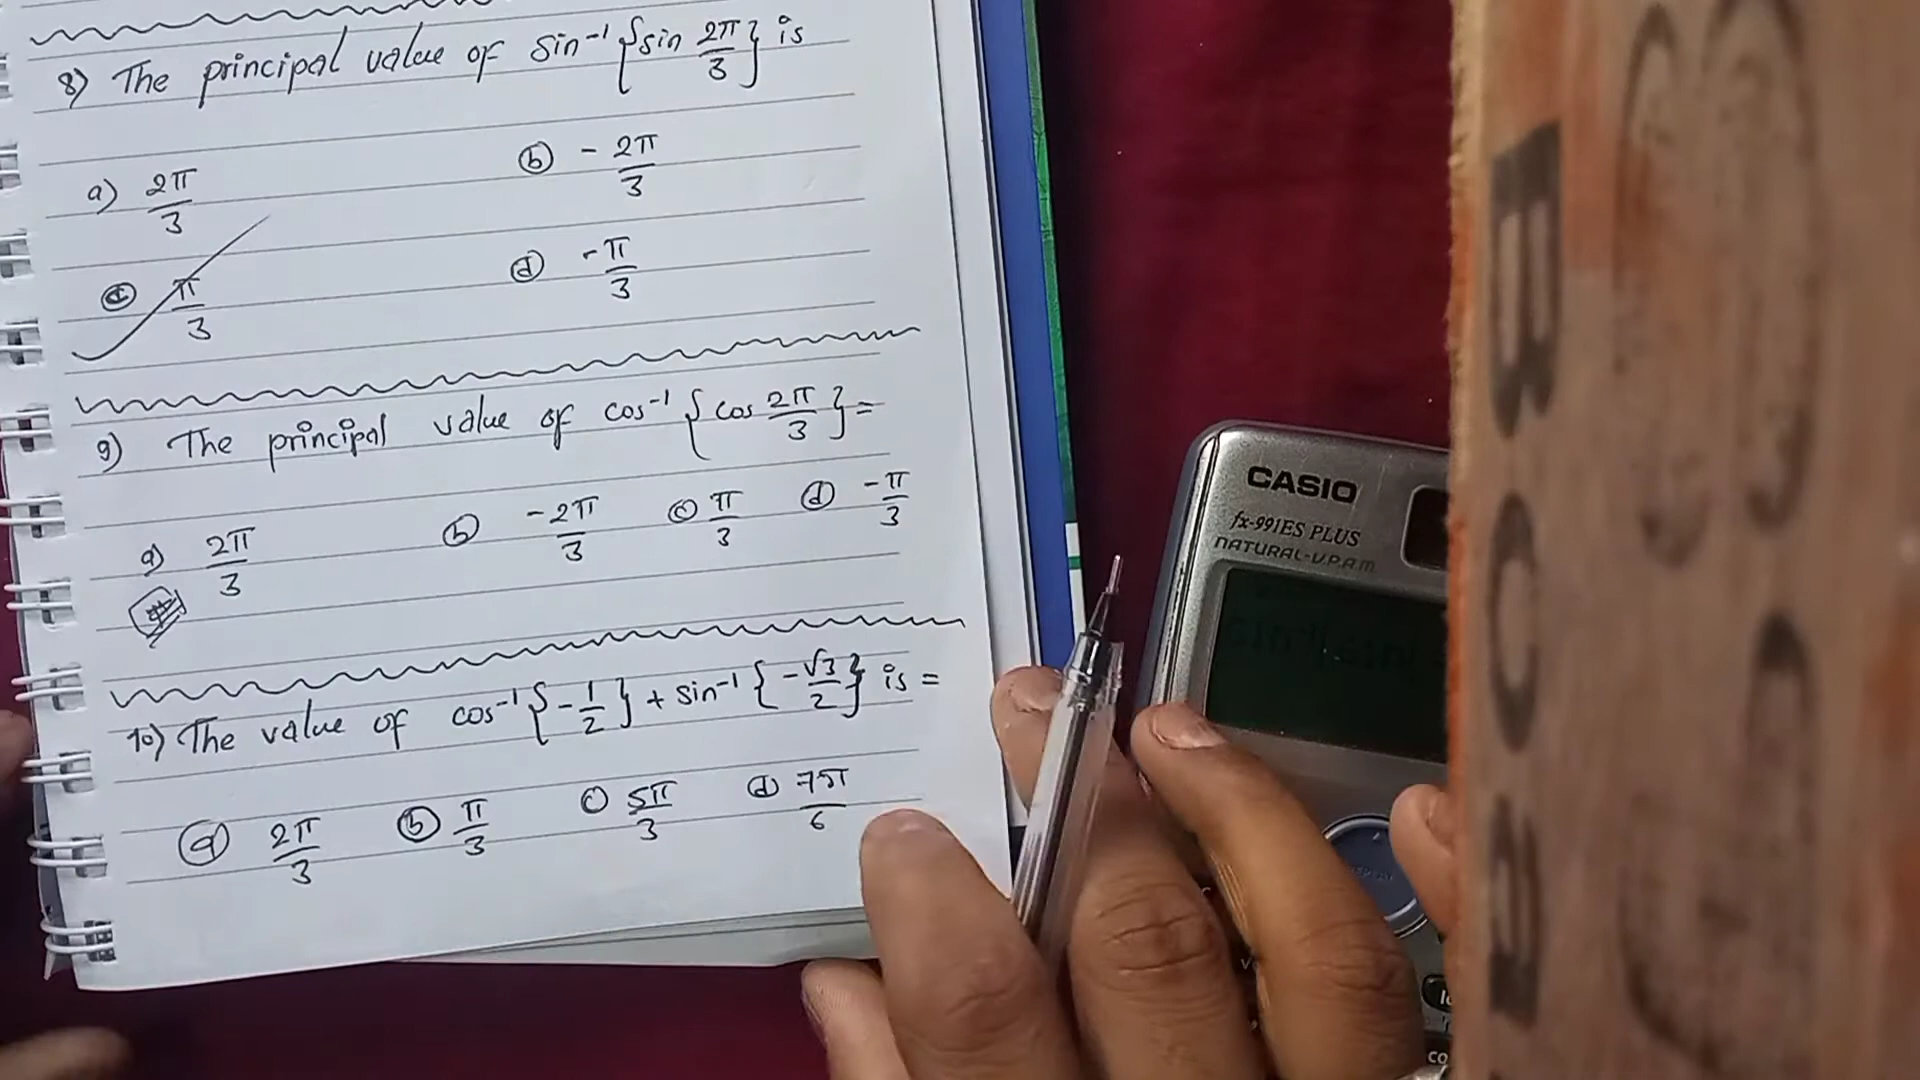 8) The principal value of sin⁻¹ {sin 2π/3} is
a) 2π/3 (b) -2π/3
(c) π/3 (d) -π/3
9) The principal value of cos⁻¹ {cos 2π/3} =
a) 2π/3 (b) -2π/3 (c) π/3 (d) -π/3
10) The value of cos⁻¹ {-1/2} + sin⁻¹ {-√3/2} is =
(a) 2π/3 (b) π/3 (c) 5π/3 (d) 7π/6
CASIO
fx-991ES PLUS
NATURAL-V.P.A.M.